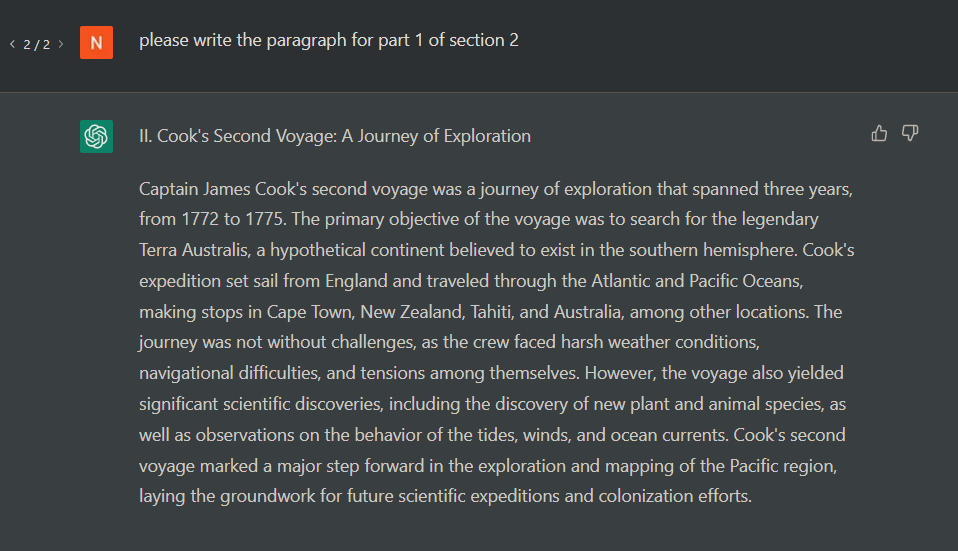 < 2 / 2 >
N
please write the paragraph for part 1 of section 2
II. Cook's Second Voyage: A Journey of Exploration
Captain James Cook's second voyage was a journey of exploration that spanned three years,
from 1772 to 1775. The primary objective of the voyage was to search for the legendary
Terra Australis, a hypothetical continent believed to exist in the southern hemisphere. Cook's
expedition set sail from England and traveled through the Atlantic and Pacific Oceans,
making stops in Cape Town, New Zealand, Tahiti, and Australia, among other locations. The
journey was not without challenges, as the crew faced harsh weather conditions,
navigational difficulties, and tensions among themselves. However, the voyage also yielded
significant scientific discoveries, including the discovery of new plant and animal species, as
well as observations on the behavior of the tides, winds, and ocean currents. Cook's second
voyage marked a major step forward in the exploration and mapping of the Pacific region,
laying the groundwork for future scientific expeditions and colonization efforts.